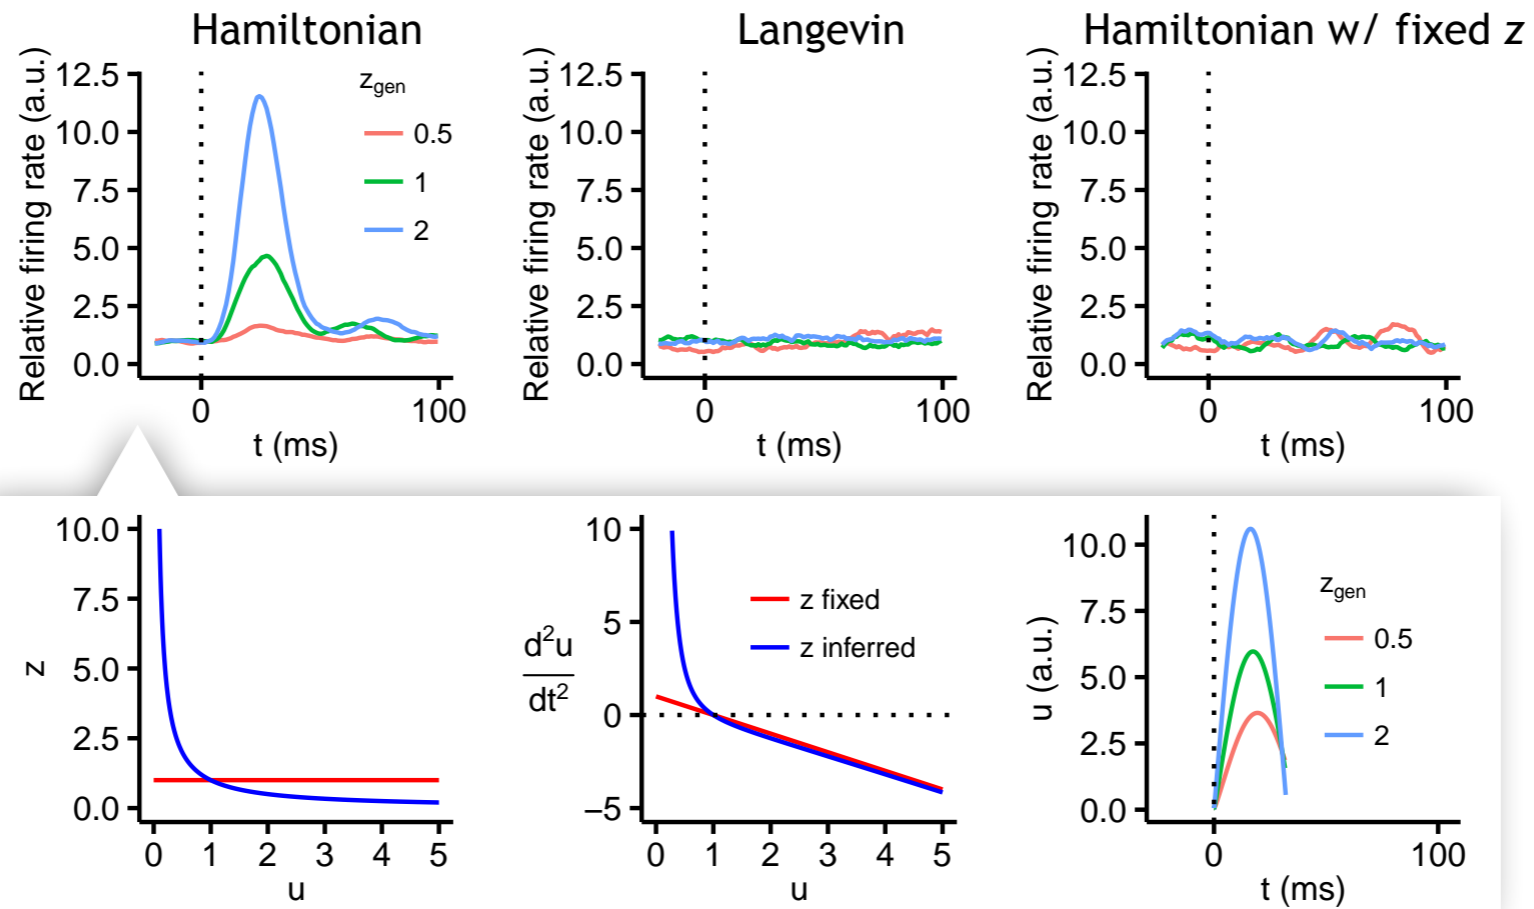 Hamiltonian
Relative firing rate (a.u.)
12.5
10.0
7.5
5.0
2.5
0.0
0 100
t (ms)
z_gen
0.5
1
2
Langevin
Relative firing rate (a.u.)
12.5
10.0
7.5
5.0
2.5
0.0
0 100
t (ms)
Hamiltonian w/ fixed z
Relative firing rate (a.u.)
12.5
10.0
7.5
5.0
2.5
0.0
0 100
t (ms)
z
10.0
7.5
5.0
2.5
0.0
0 1 2 3 4 5
u
d²u
dt²
10
5
0
−5
z fixed
z inferred
0 1 2 3 4 5
u
u (a.u.)
10.0
7.5
5.0
2.5
0.0
z_gen
0.5
1
2
0 100
t (ms)